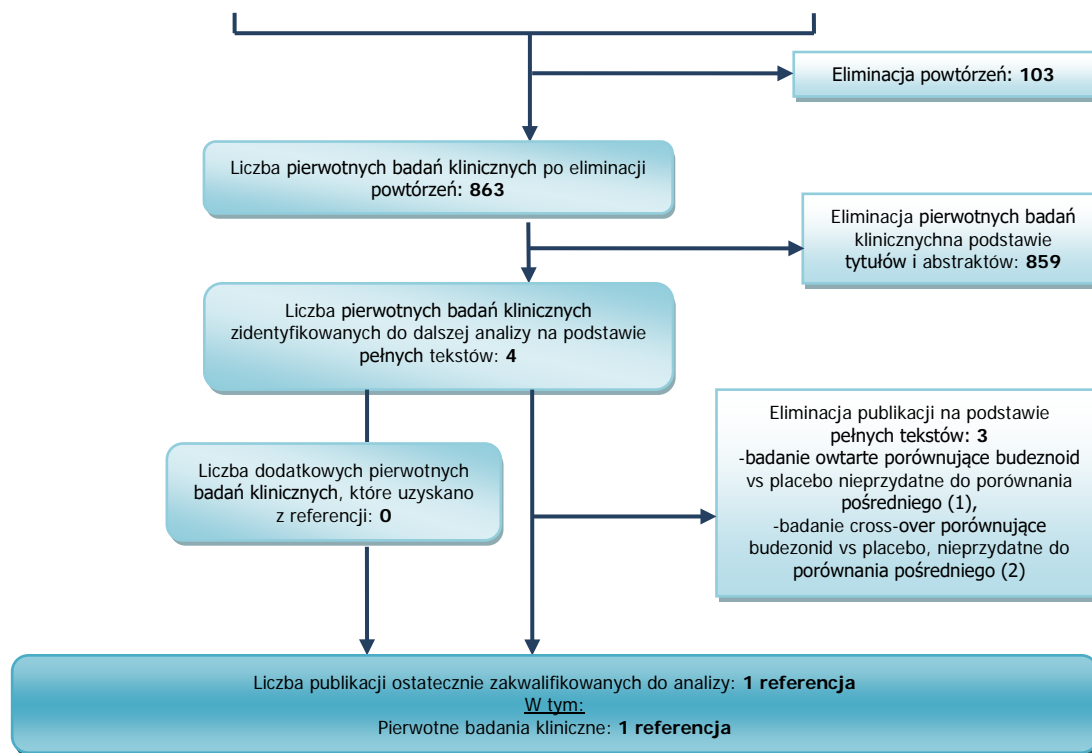 Eliminacja powtórzeń: 103
Liczba pierwotnych badań klinicznych po eliminacji
powtórzeń: 863
Eliminacja pierwotnych badań
klinicznychna podstawie
tytułów i abstraktów: 859
Liczba pierwotnych badań klinicznych
zidentyfikowanych do dalszej analizy na podstawie
pełnych tekstów: 4
Eliminacja publikacji na podstawie
pełnych tekstów: 3
-badanie owtarte porównujące budeznoid
vs placebo nieprzydatne do porównania
pośredniego (1),
-badanie cross-over porównujące
budezonid vs placebo, nieprzydatne do
porównania pośredniego (2)
Liczba dodatkowych pierwotnych
badań klinicznych, które uzyskano
z referencji: 0
Liczba publikacji ostatecznie zakwalifikowanych do analizy: 1 referencja
W tym:
Pierwotne badania kliniczne: 1 referencja